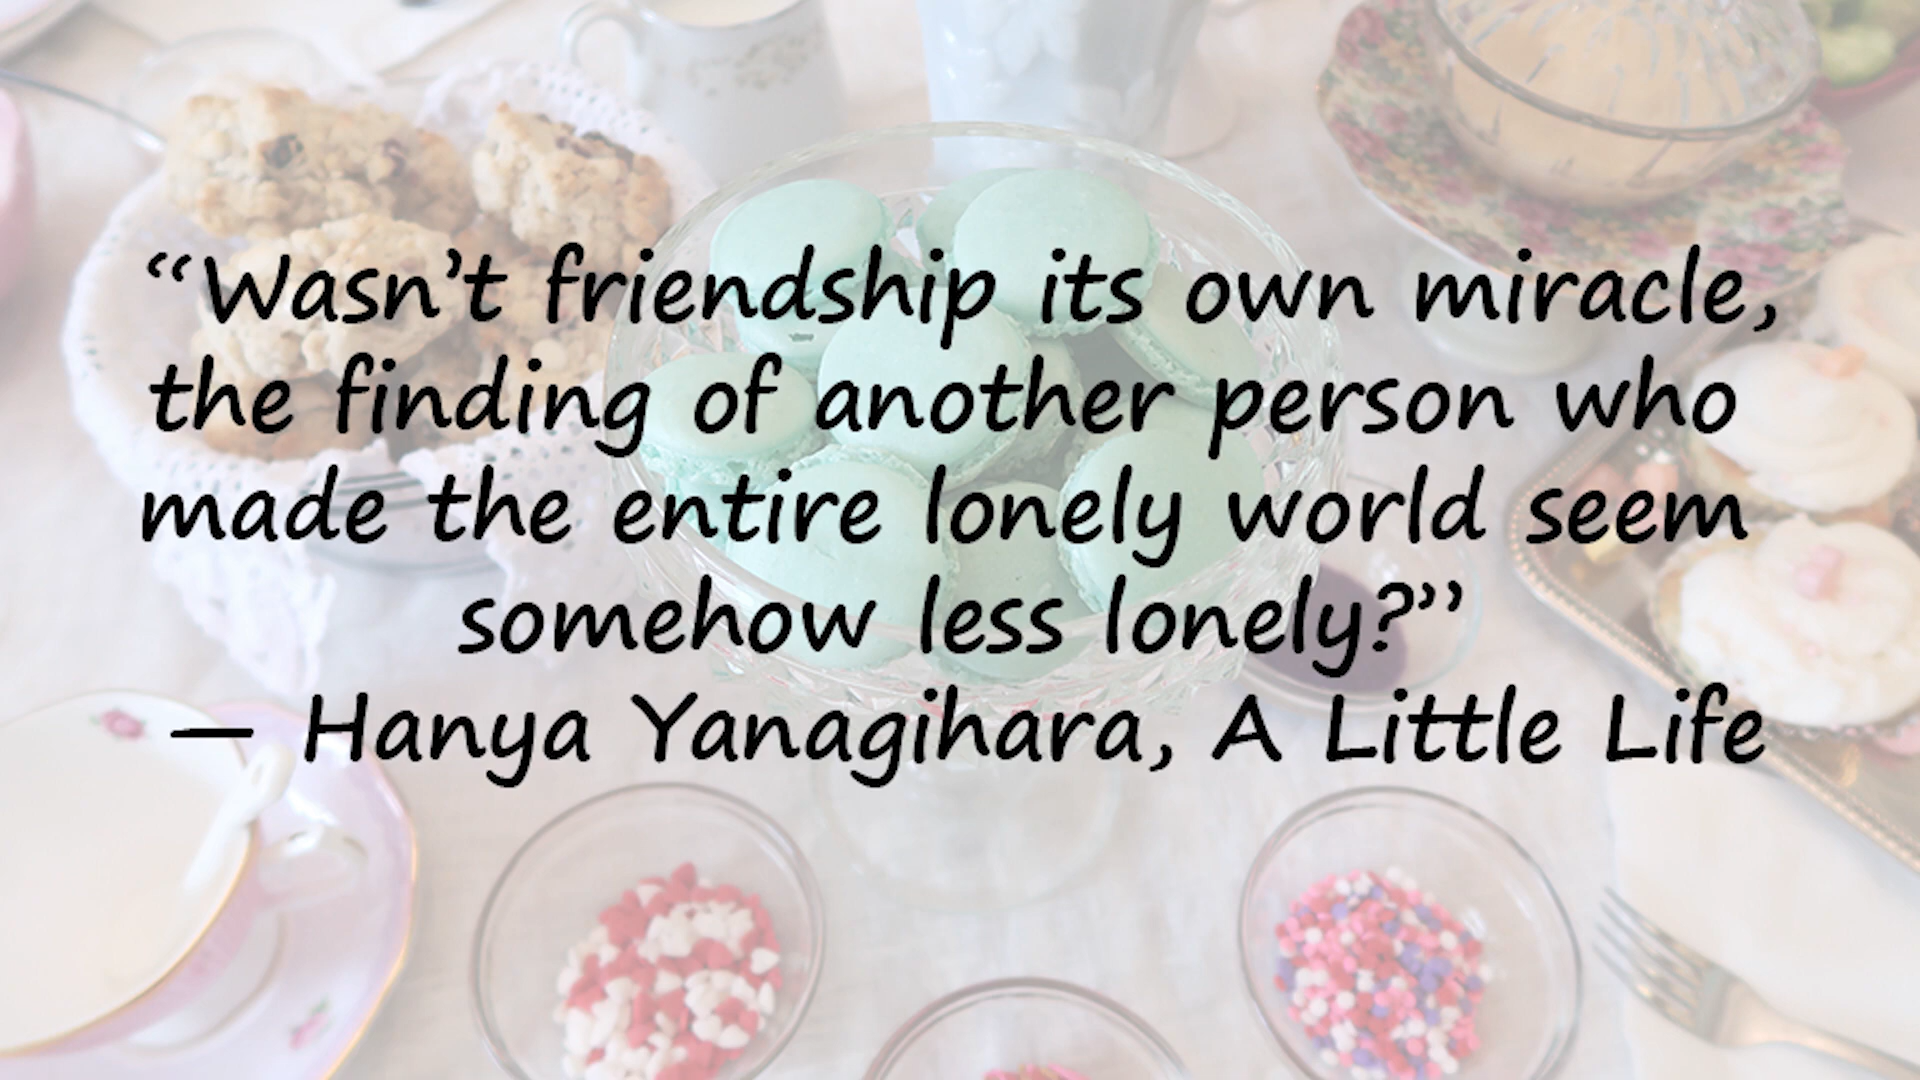 “Wasn’t friendship its own miracle,
the finding of another person who
made the entire lonely world seem
somehow less lonely?”
— Hanya Yanagihara, A Little Life